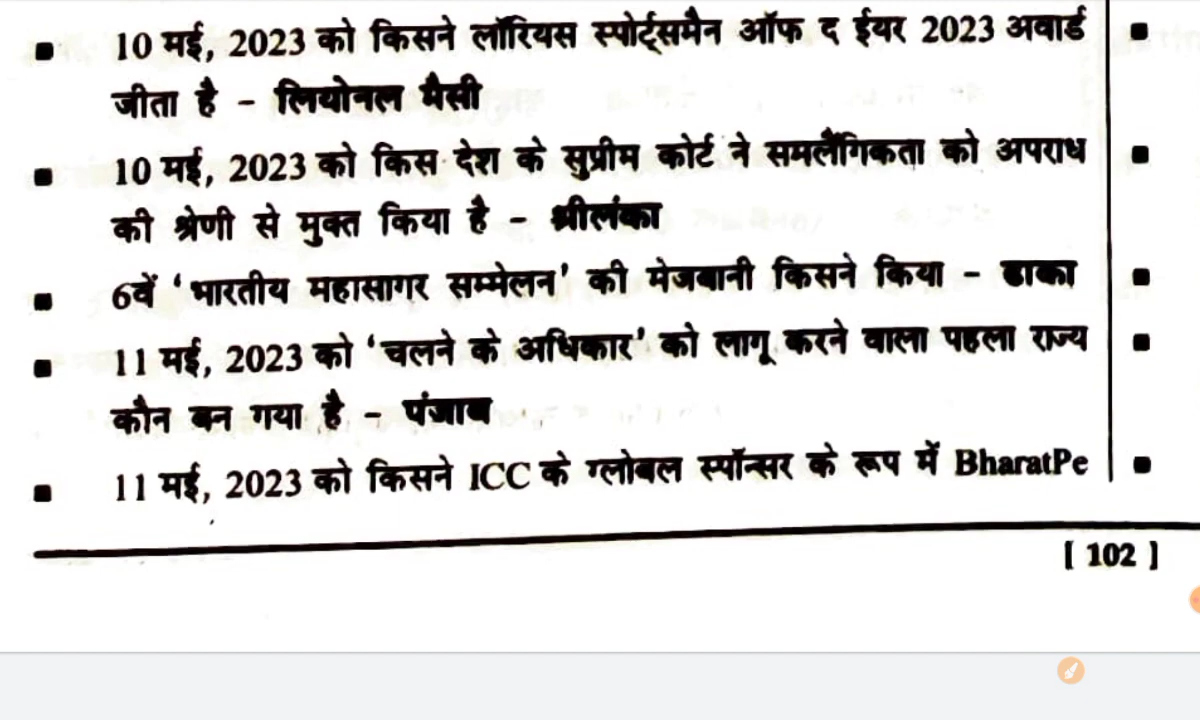 ▪ 10 मई, 2023 को किसने लॉरियस स्पोर्ट्समैन ऑफ द ईयर 2023 अवार्ड
जीता है - लियोनल मैसी
▪ 10 मई, 2023 को किस देश के सुप्रीम कोर्ट ने समलैंगिकता को अपराध
की श्रेणी से मुक्त किया है - श्रीलंका
▪ 6वें ‘भारतीय महासागर सम्मेलन’ की मेजबानी किसने किया - ढाका
▪ 11 मई, 2023 को ‘चलने के अधिकार’ को लागू करने वाला पहला राज्य
कौन बन गया है - पंजाब
▪ 11 मई, 2023 को किसने ICC के ग्लोबल स्पॉन्सर के रूप में BharatPe
[ 102 ]